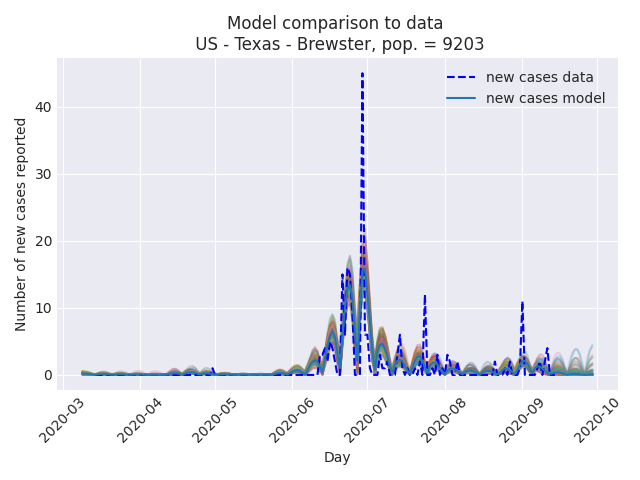 Model comparison to data
US - Texas - Brewster, pop. = 9203
new cases data
new cases model
Number of new cases reported
40
30
20
10
0
2020-03
2020-04
2020-05
2020-06
2020-07
2020-08
2020-09
2020-10
Day